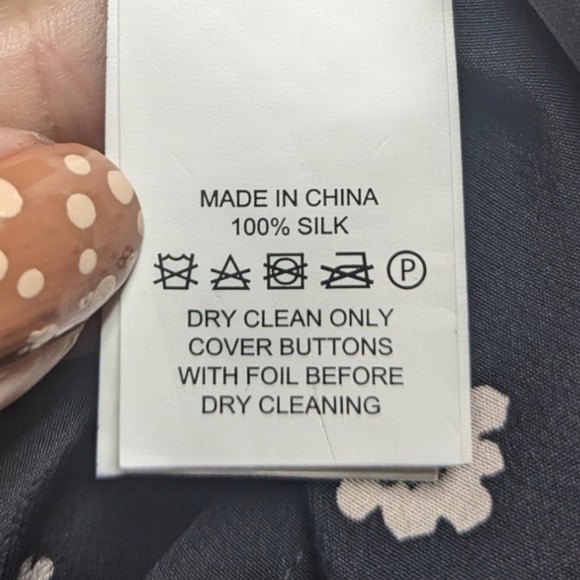 MADE IN CHINA
100% SILK
P
DRY CLEAN ONLY
COVER BUTTONS
WITH FOIL BEFORE
DRY CLEANING